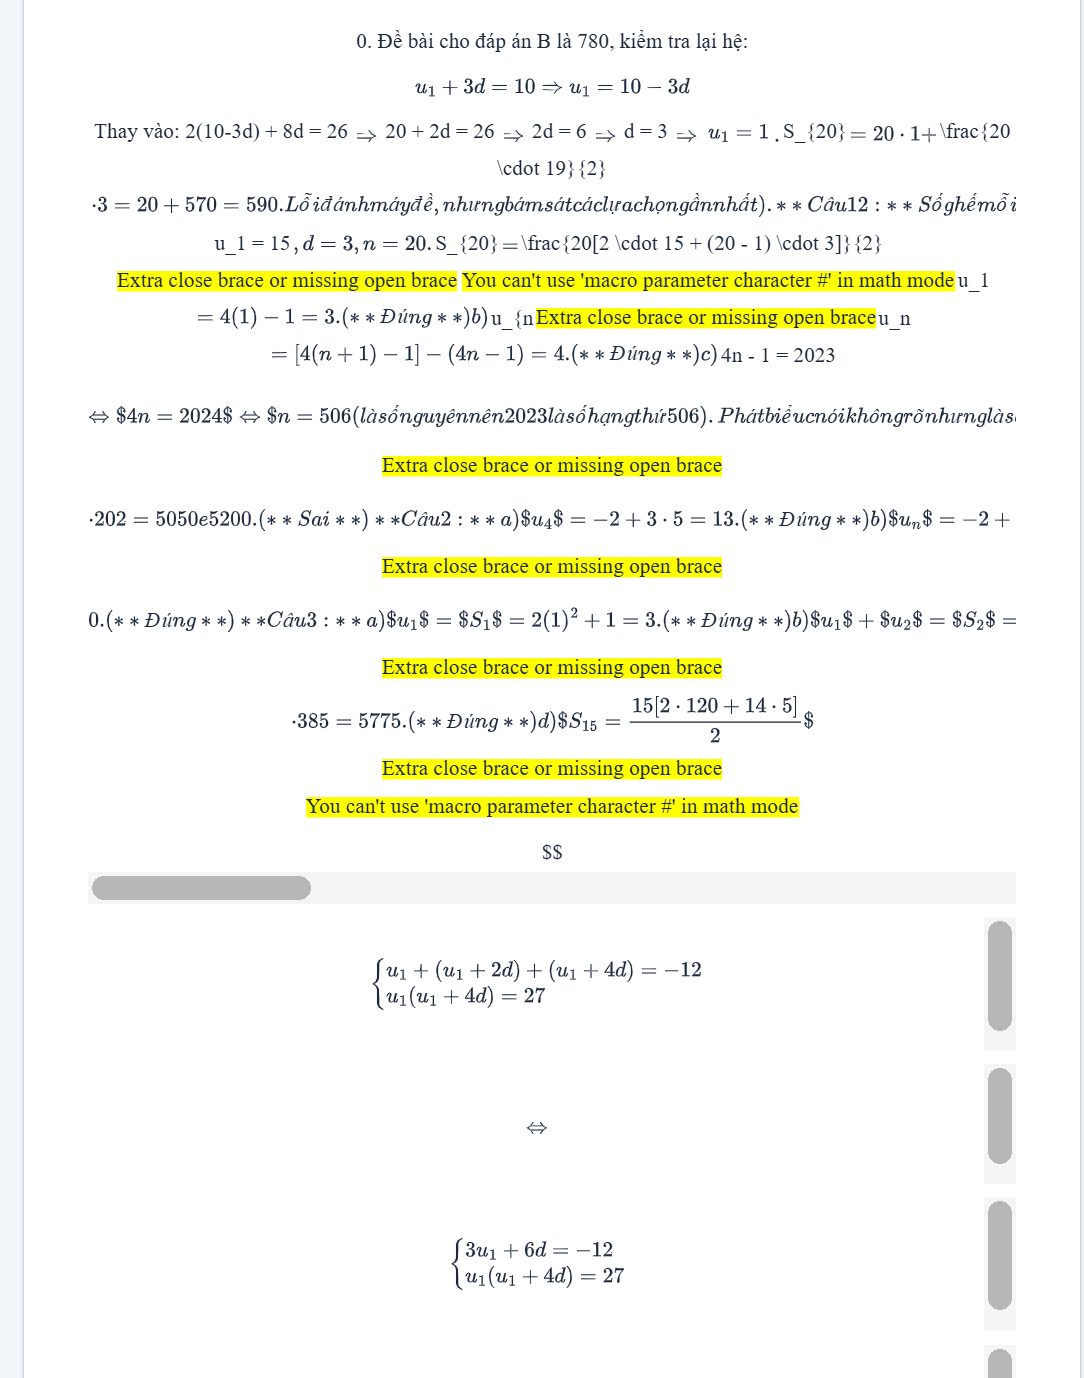 0. Đề bài cho đáp án B là 780, kiểm tra lại hệ:
u₁ + 3d = 10 ⇒ u₁ = 10 − 3d
Thay vào: 2(10-3d) + 8d = 26 ⇒ 20 + 2d = 26 ⇒ 2d = 6 ⇒ d = 3 ⇒ u₁ = 1 . S_{20} = 20 · 1+ \frac{20
\cdot 19}{2}
·3 = 20 + 570 = 590.Lỗiđánhmáyđề,nhưngbámsátcáclựachọngầnnhất). ∗ ∗ Câu12 : ∗ ∗ Sốghếmỗi
u_1 = 15, d = 3, n = 20. S_{20} = \frac{20[2 \cdot 15 + (20 - 1) \cdot 3]}{2}
Extra close brace or missing open brace You can't use 'macro parameter character #' in math mode u_1
= 4(1) − 1 = 3.(∗ ∗ Đúng ∗ ∗)b) u_{n Extra close brace or missing open brace u_n
= [4(n + 1) − 1] − (4n − 1) = 4.(∗ ∗ Đúng ∗ ∗)c) 4n - 1 = 2023
⇔ $4n = 2024$ ⇔ $n = 506(làsốnguyênnên2023làsốhạngthứ506). Phátbiểucnóikhôngrõnhưnglàs
Extra close brace or missing open brace
·202 = 5050e5200.(∗ ∗ Sai ∗ ∗) ∗ ∗Câu2 : ∗ ∗ a)$u₄$ = −2 + 3 · 5 = 13.(∗ ∗ Đúng ∗ ∗)b)$uₙ$ = −2 +
Extra close brace or missing open brace
0.(∗ ∗ Đúng ∗ ∗) ∗ ∗Câu3 : ∗ ∗ a)$u₁$ = $S₁$ = 2(1)² + 1 = 3.(∗ ∗ Đúng ∗ ∗)b)$u₁$ + $u₂$ = $S₂$ =
Extra close brace or missing open brace
·385 = 5775.(∗ ∗ Đúng ∗ ∗)d)$S₁₅ = 15[2 · 120 + 14 · 5] / 2 $
Extra close brace or missing open brace
You can't use 'macro parameter character #' in math mode
$$
{u₁ + (u₁ + 2d) + (u₁ + 4d) = −12
u₁(u₁ + 4d) = 27
⇔
{3u₁ + 6d = −12
u₁(u₁ + 4d) = 27